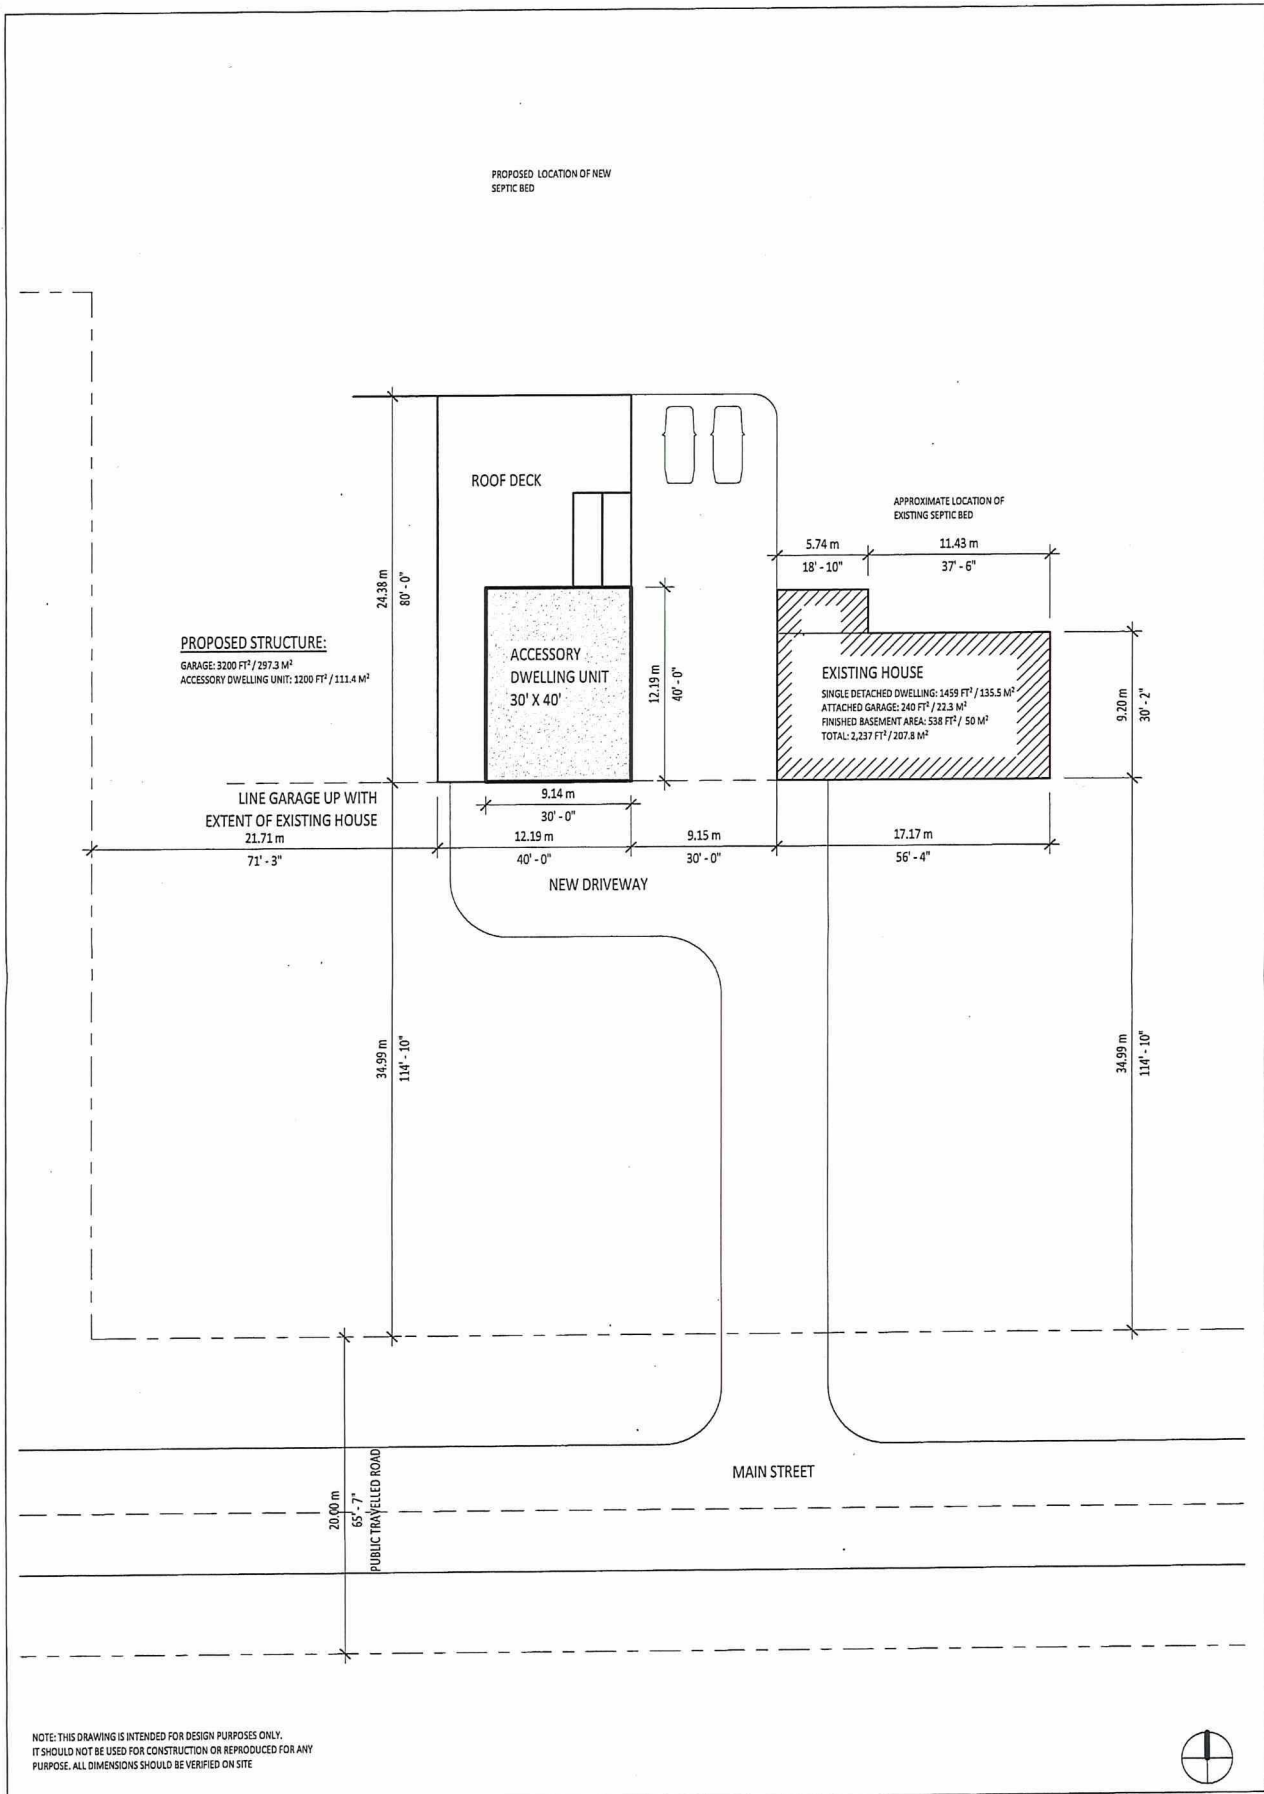 PROPOSED LOCATION OF NEW
SEPTIC BED
ROOF DECK
APPROXIMATE LOCATION OF
EXISTING SEPTIC BED
5.74 m
18' - 10"
11.43 m
37' - 6"
24.38 m
80' - 0"
PROPOSED STRUCTURE:
GARAGE: 3200 FT² / 297.3 M²
ACCESSORY DWELLING UNIT: 1200 FT² / 111.4 M²
ACCESSORY
DWELLING UNIT
30' X 40'
12.19 m
40' - 0"
EXISTING HOUSE
SINGLE DETACHED DWELLING: 1459 FT² / 135.5 M²
ATTACHED GARAGE: 240 FT² / 22.3 M²
FINISHED BASEMENT AREA: 538 FT² / 50 M²
TOTAL: 2,237 FT² / 207.8 M²
9.20 m
30' - 2"
LINE GARAGE UP WITH
EXTENT OF EXISTING HOUSE
9.14 m
30' - 0"
21.71 m
71' - 3"
12.19 m
40' - 0"
9.15 m
30' - 0"
17.17 m
56' - 4"
NEW DRIVEWAY
34.99 m
114' - 10"
34.99 m
114' - 10"
MAIN STREET
20.00 m
65' - 7"
PUBLIC TRAVELLED ROAD
NOTE: THIS DRAWING IS INTENDED FOR DESIGN PURPOSES ONLY.
IT SHOULD NOT BE USED FOR CONSTRUCTION OR REPRODUCED FOR ANY
PURPOSE. ALL DIMENSIONS SHOULD BE VERIFIED ON SITE